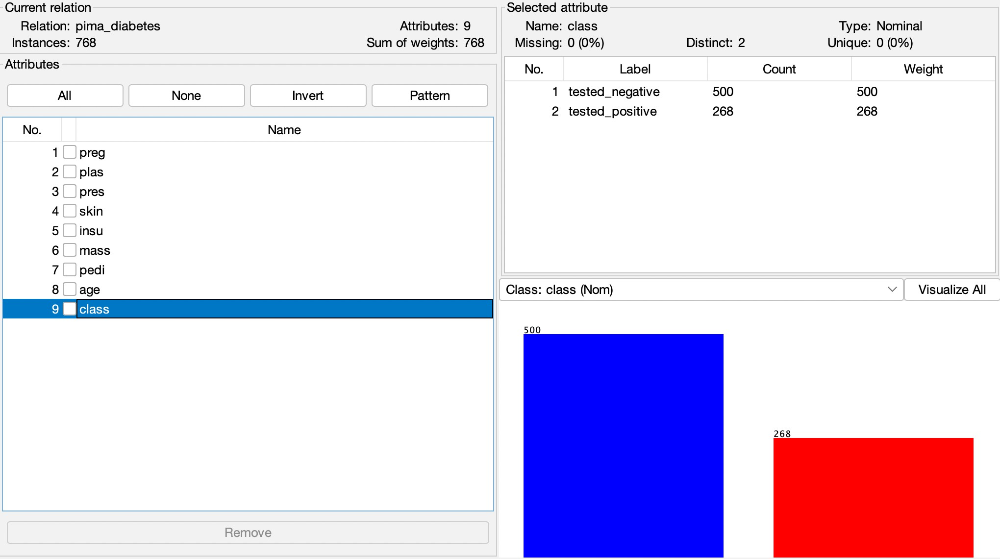 Current relation
Relation: pima_diabetes
Attributes: 9
Instances: 768
Sum of weights: 768
Attributes
All
None
Invert
Pattern
No.
Name
1 preg
2 plas
3 pres
4 skin
5 insu
6 mass
7 pedi
8 age
9 class
Remove
Selected attribute
Name: class
Type: Nominal
Missing: 0 (0%)
Distinct: 2
Unique: 0 (0%)
No. Label Count Weight
1 tested_negative 500 500
2 tested_positive 268 268
Class: class (Nom)
Visualize All
500
268